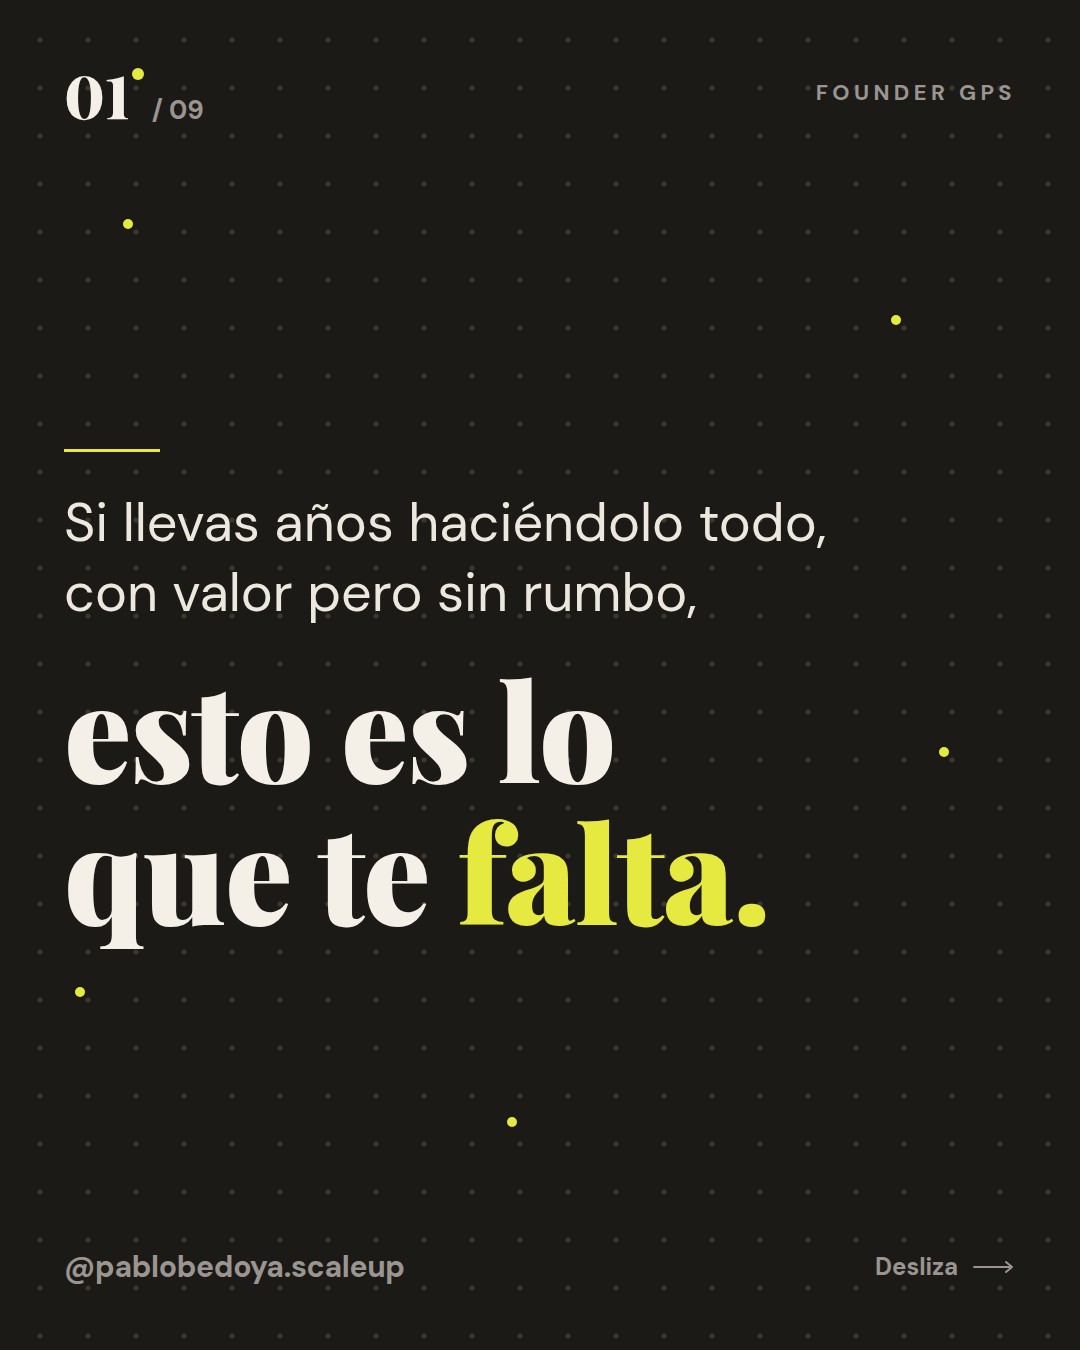 01 / 09
FOUNDER GPS
Si llevas años haciéndolo todo,
con valor pero sin rumbo,
esto es lo
que te falta.
@pablobedoya.scaleup
Desliza →